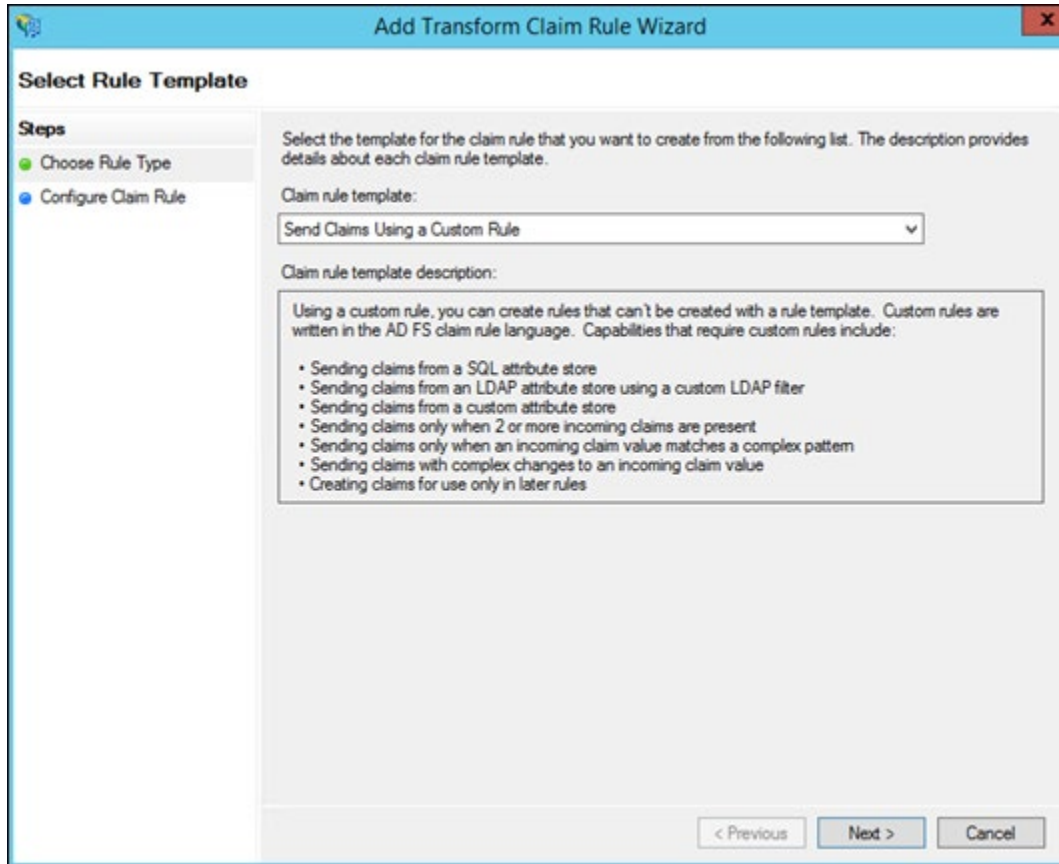 Add Transform Claim Rule Wizard
x
Select Rule Template
Steps
Choose Rule Type
Configure Claim Rule
Select the template for the claim rule that you want to create from the following list. The description provides
details about each claim rule template.
Claim rule template:
Send Claims Using a Custom Rule
Claim rule template description:
Using a custom rule, you can create rules that can't be created with a rule template. Custom rules are
written in the AD FS claim rule language. Capabilities that require custom rules include:
• Sending claims from a SQL attribute store
• Sending claims from an LDAP attribute store using a custom LDAP filter
• Sending claims from a custom attribute store
• Sending claims only when 2 or more incoming claims are present
• Sending claims only when an incoming claim value matches a complex pattern
• Sending claims with complex changes to an incoming claim value
• Creating claims for use only in later rules
< Previous
Next >
Cancel